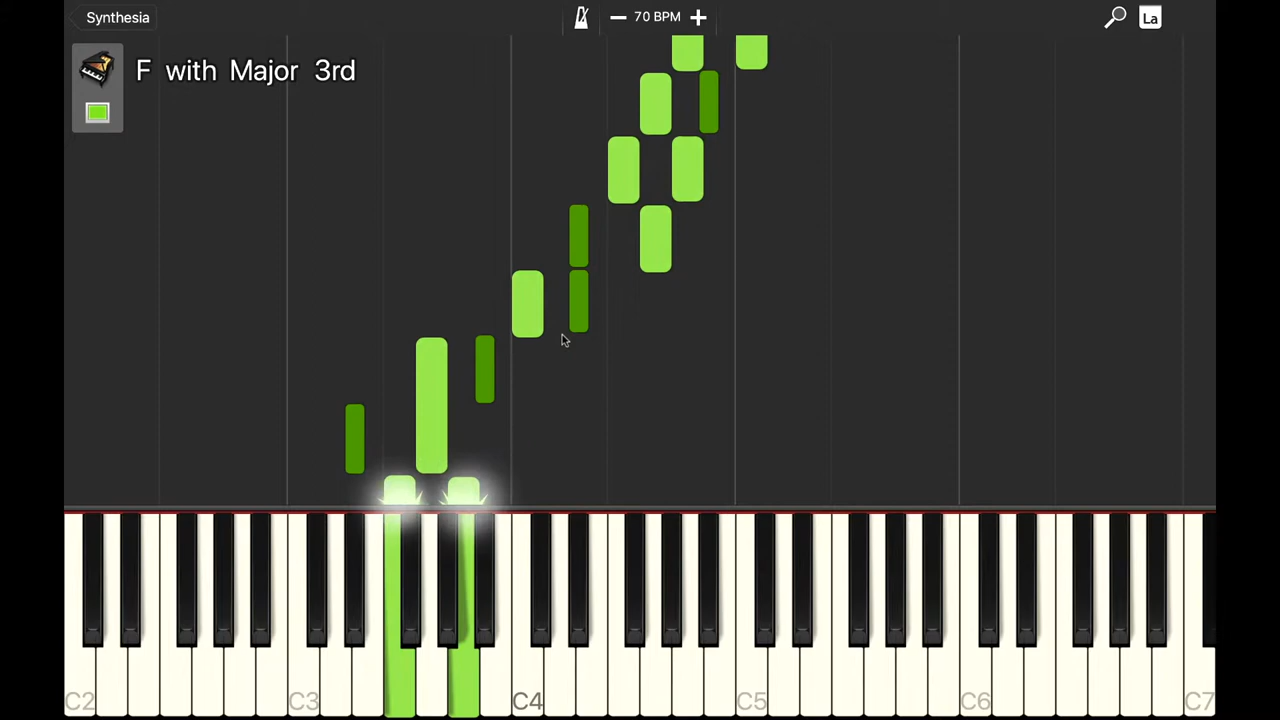 Synthesia
70 BPM
La
F with Major 3rd
C2 C3 C4 C5 C6 C7